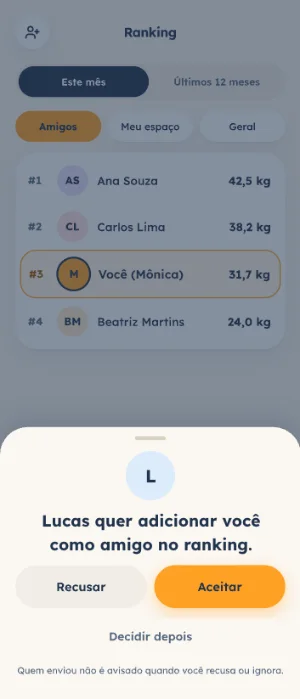 Ranking
Este mês
Últimos 12 meses
Amigos
Meu espaço
Geral
#1 AS Ana Souza 42,5 kg
#2 CL Carlos Lima 38,2 kg
#3 M Você (Mônica) 31,7 kg
#4 BM Beatriz Martins 24,0 kg
L
Lucas quer adicionar você
como amigo no ranking.
Recusar
Aceitar
Decidir depois
Quem enviou não é avisado quando você recusa ou ignora.